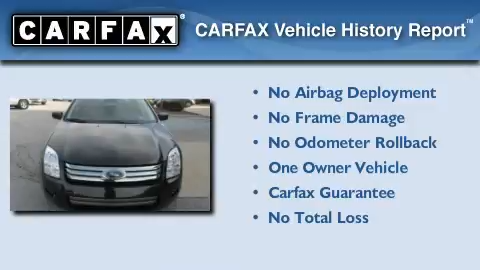 CARFAX® CARFAX Vehicle History Report™
• No Airbag Deployment
• No Frame Damage
• No Odometer Rollback
• One Owner Vehicle
• Carfax Guarantee
• No Total Loss